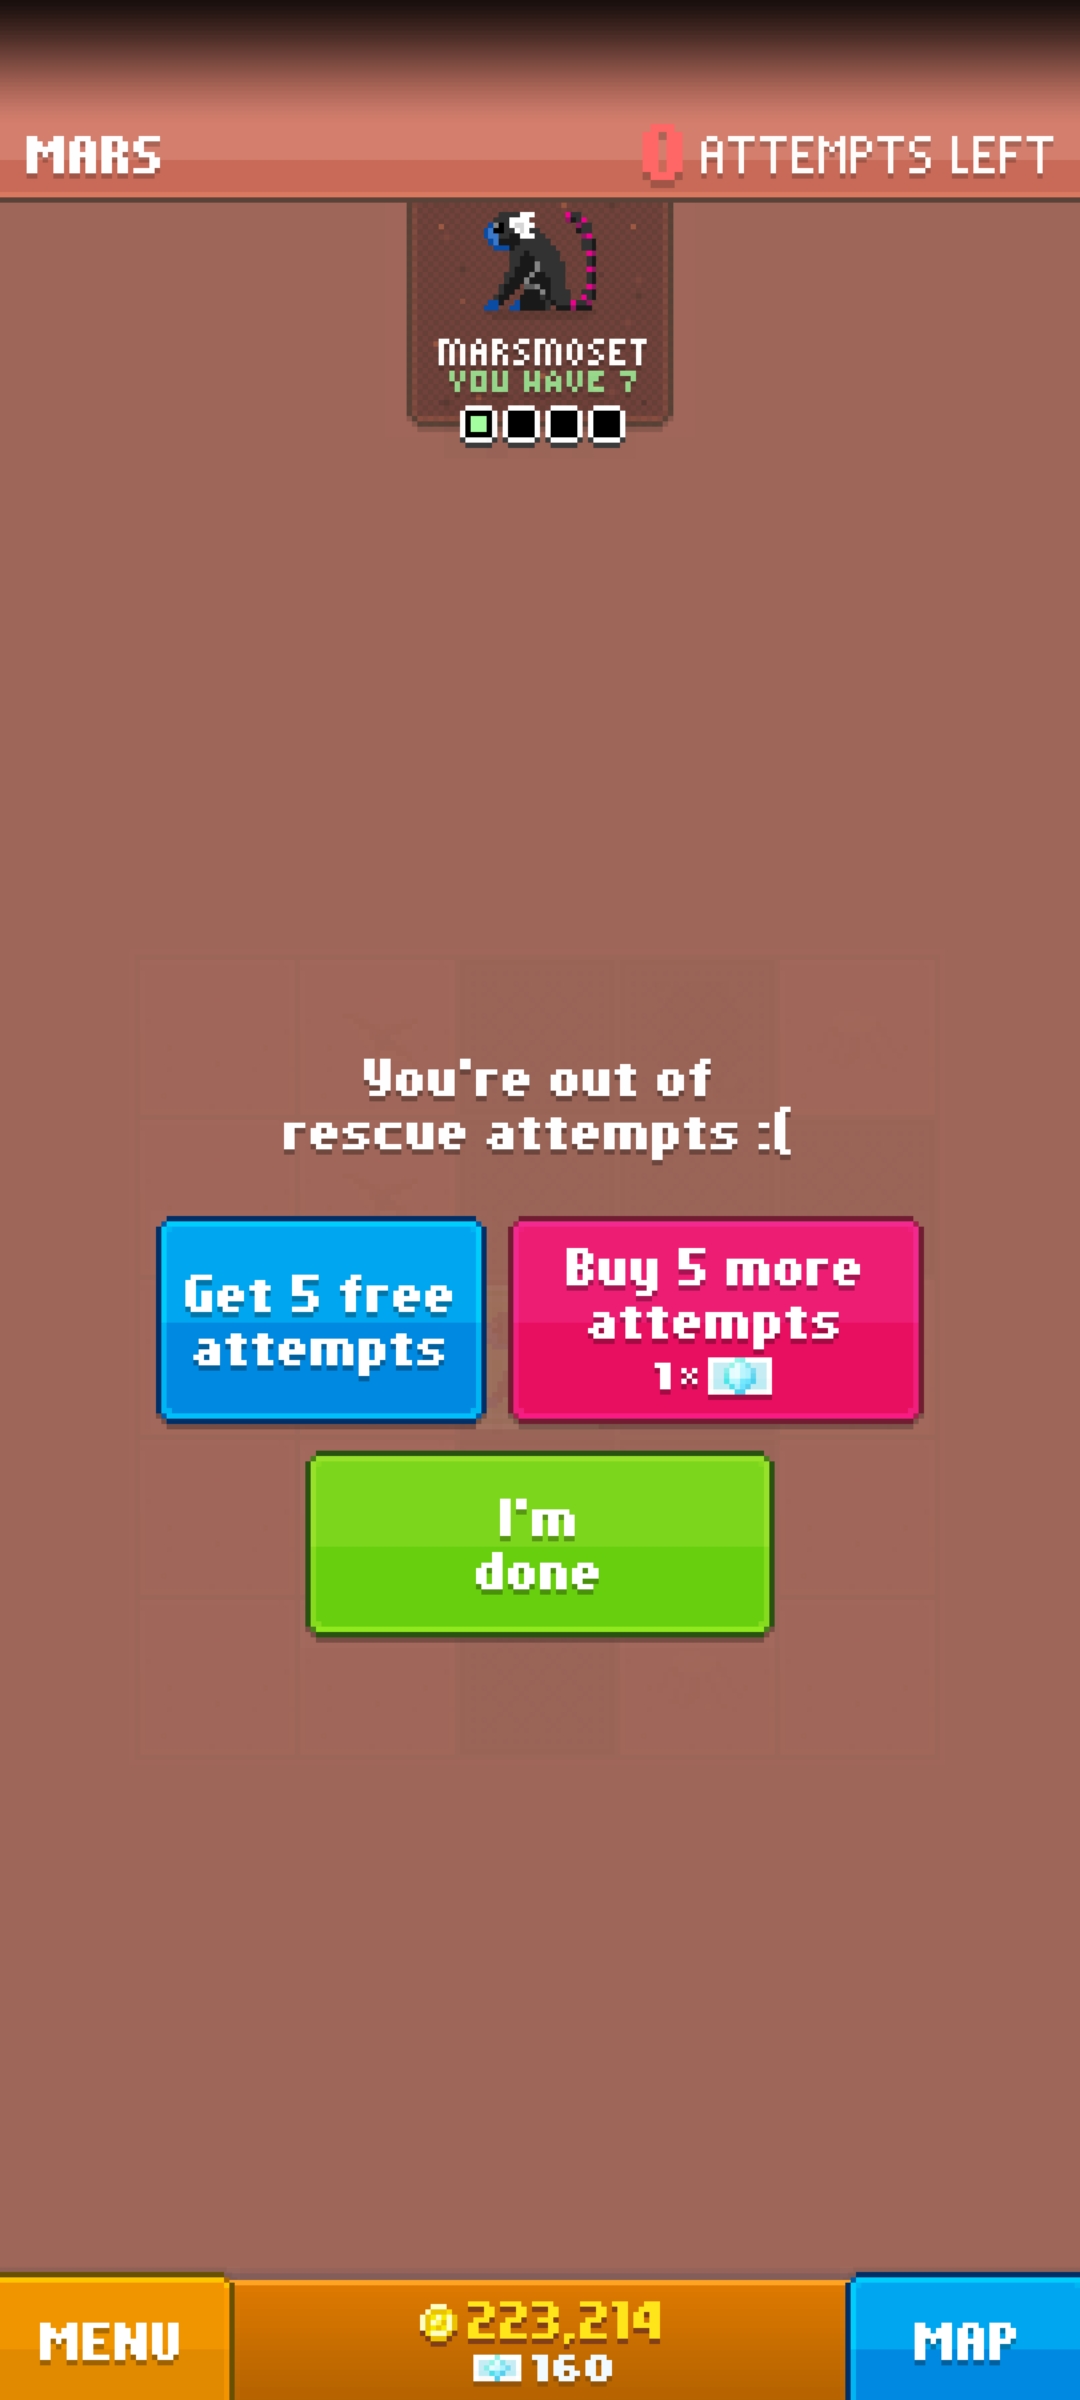 MARS
0 ATTEMPTS LEFT
MARSMOSET
YOU HAVE 7
You're out of
rescue attempts :(
Get 5 free
attempts
Buy 5 more
attempts
1×
I'm
done
MENU
223,214
160
MAP